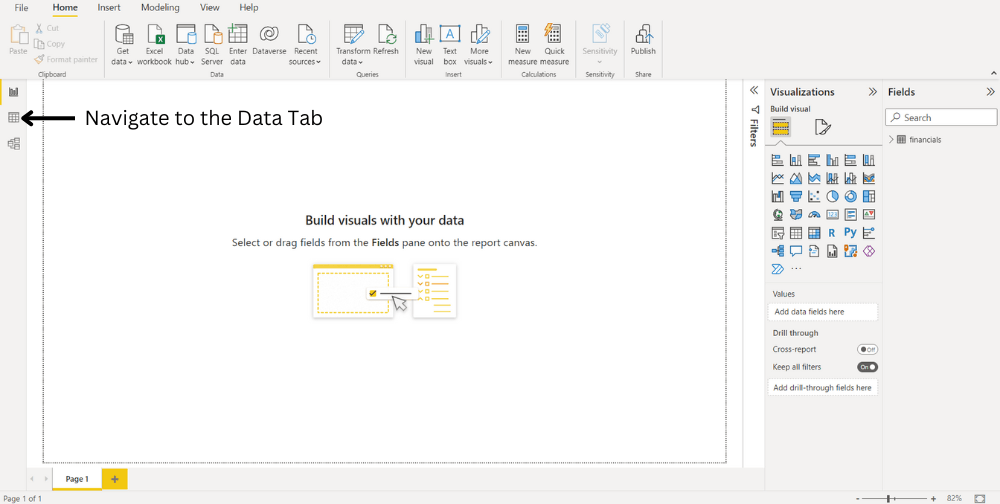 File Home Insert Modeling View Help
Paste
Cut
Copy
Format painter
Clipboard
Get data
Excel workbook
Data hub
SQL Server
Enter data
Dataverse
Recent sources
Data
Transform data
Refresh
Queries
New visual
Text box
More visuals
Insert
New measure
Quick measure
Calculations
Sensitivity
Sensitivity
Publish
Share
Navigate to the Data Tab
Build visuals with your data
Select or drag fields from the Fields pane onto the report canvas.
Filters
Visualizations
Build visual
R
Py
Values
Add data fields here
Drill through
Cross-report
Off
Keep all filters
On
Add drill-through fields here
Fields
Search
financials
Page 1
Page 1 of 1
82%